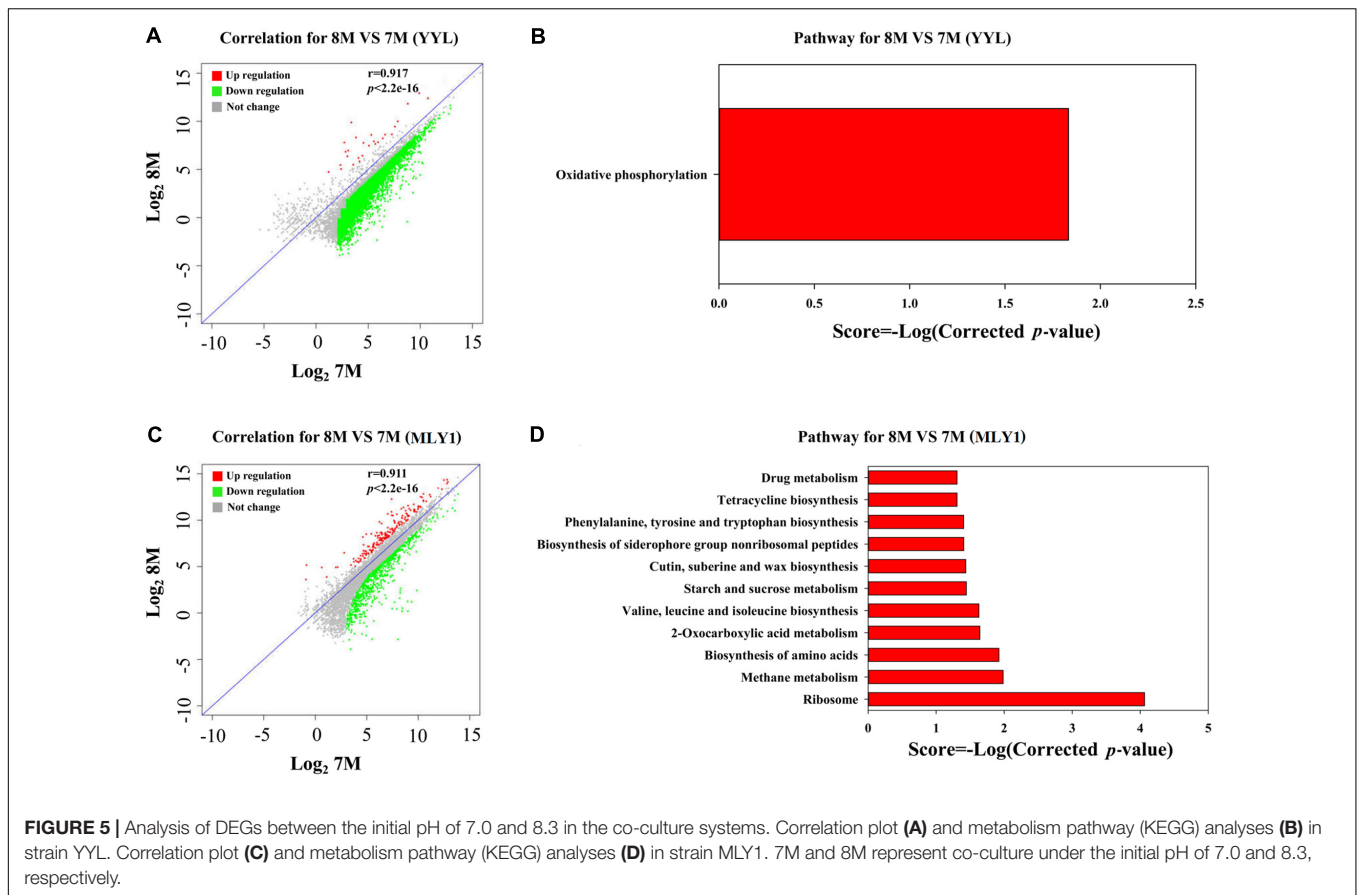 A
Correlation for 8M VS 7M (YYL)
Up regulation
Down regulation
Not change
r=0.917
p<2.2e-16
15
10
5
0
-5
-10
Log2 8M
-10 -5 0 5 10 15
Log2 7M
B
Pathway for 8M VS 7M (YYL)
Oxidative phosphorylation
0.0 0.5 1.0 1.5 2.0 2.5
Score=-Log(Corrected p-value)
C
Correlation for 8M VS 7M (MLY1)
Up regulation
Down regulation
Not change
r=0.911
p<2.2e-16
15
10
5
0
-5
-10
Log2 8M
-10 -5 0 5 10 15
Log2 7M
D
Pathway for 8M VS 7M (MLY1)
Drug metabolism
Tetracycline biosynthesis
Phenylalanine, tyrosine and tryptophan biosynthesis
Biosynthesis of siderophore group nonribosomal peptides
Cutin, suberine and wax biosynthesis
Starch and sucrose metabolism
Valine, leucine and isoleucine biosynthesis
2-Oxocarboxylic acid metabolism
Biosynthesis of amino acids
Methane metabolism
Ribosome
0 1 2 3 4 5
Score=-Log(Corrected p-value)
FIGURE 5 | Analysis of DEGs between the initial pH of 7.0 and 8.3 in the co-culture systems. Correlation plot (A) and metabolism pathway (KEGG) analyses (B) in
strain YYL. Correlation plot (C) and metabolism pathway (KEGG) analyses (D) in strain MLY1. 7M and 8M represent co-culture under the initial pH of 7.0 and 8.3,
respectively.